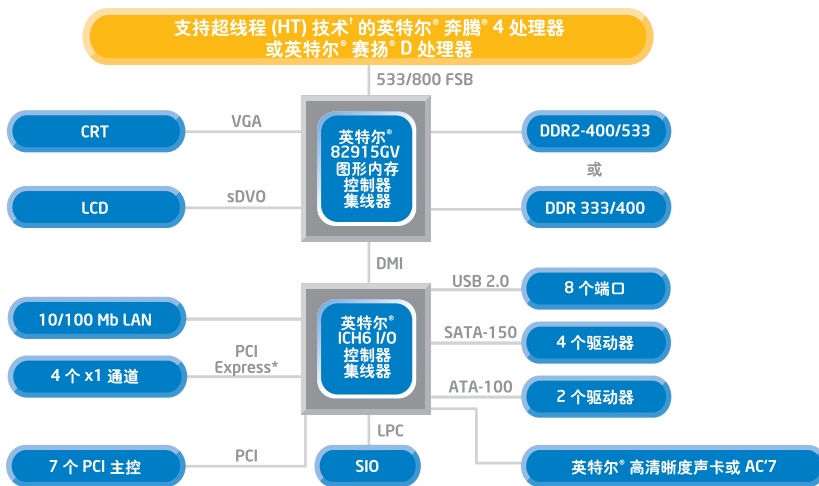 支持超线程 (HT) 技术† 的英特尔® 奔腾® 4 处理器
或英特尔® 赛扬® D 处理器
533/800 FSB
CRT
VGA
英特尔®
82915GV
图形内存
控制器
集线器
DDR2-400/533
或
LCD
sDVO
DDR 333/400
DMI
USB 2.0
8 个端口
10/100 Mb LAN
英特尔®
ICH6 I/O
控制器
集线器
SATA-150
4 个驱动器
PCI
Express*
4 个 x1 通道
ATA-100
2 个驱动器
LPC
7 个 PCI 主控
PCI
SIO
英特尔® 高清晰度声卡或 AC'7